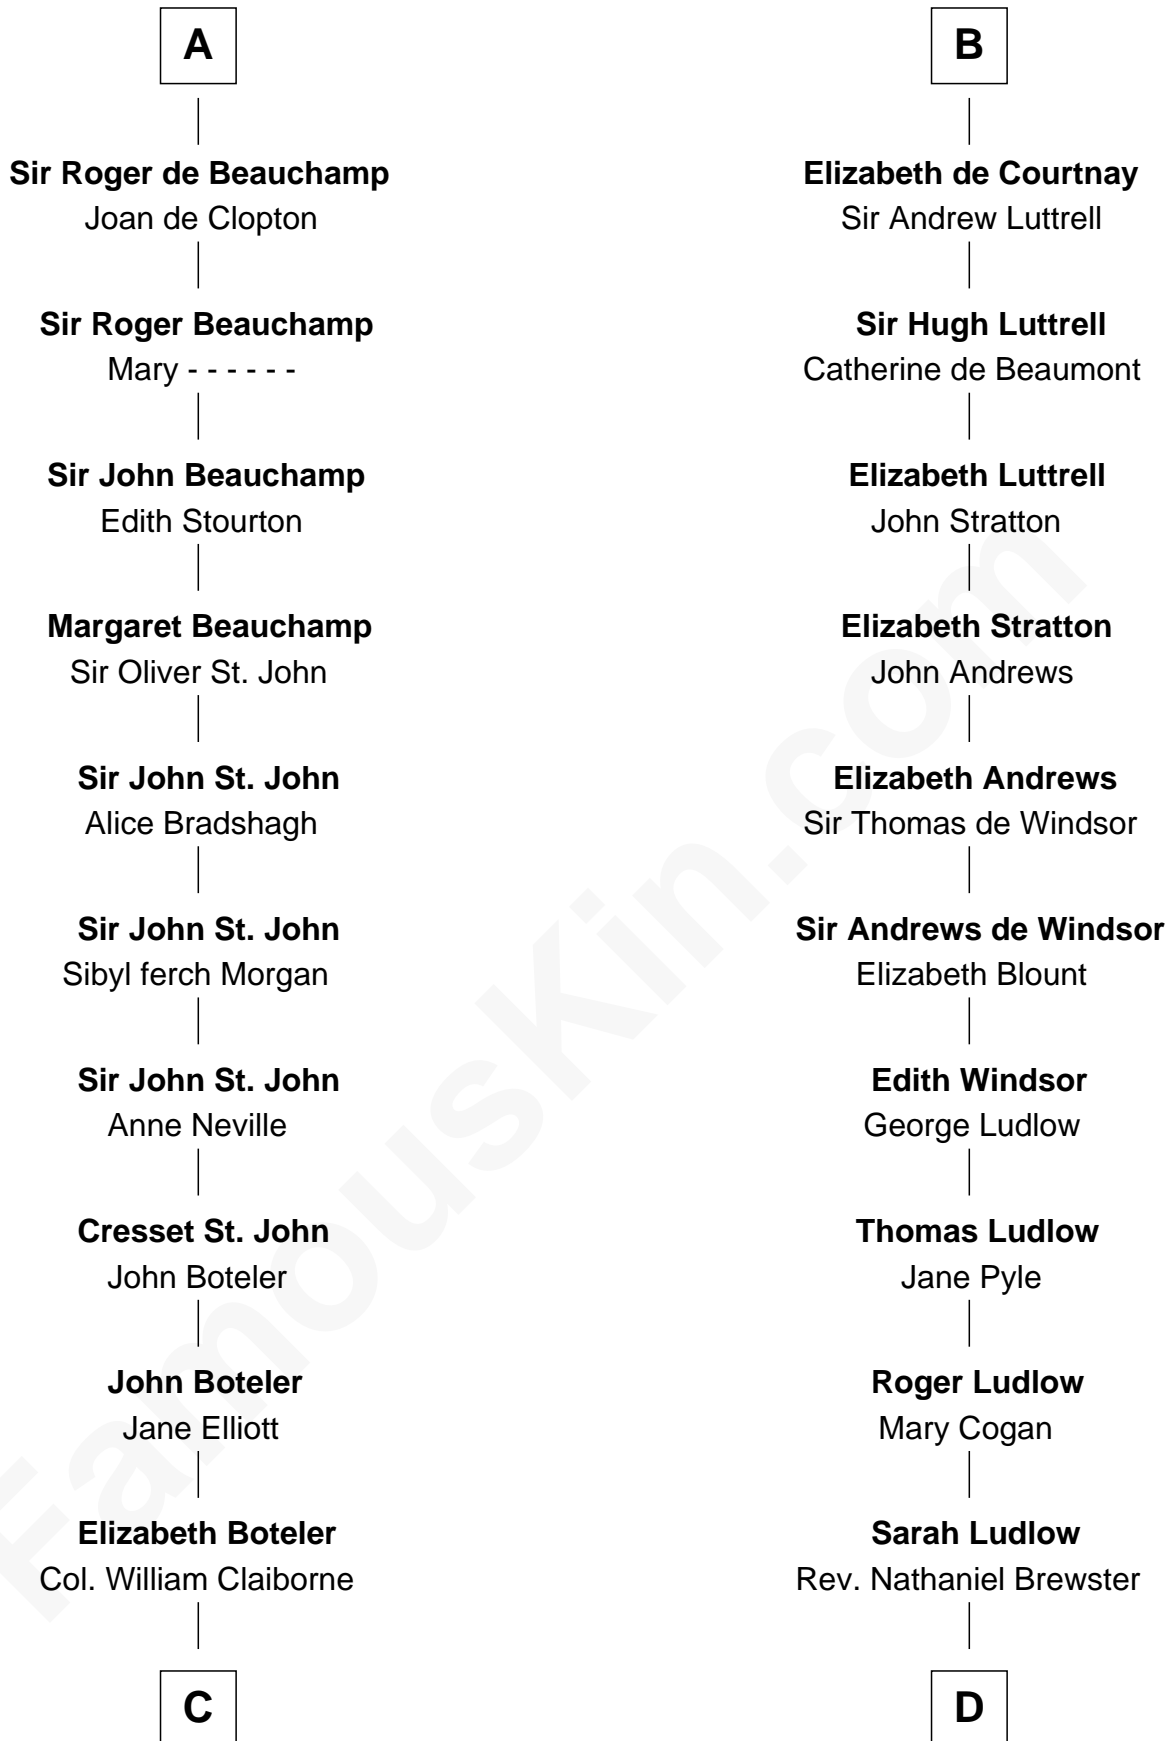 A
Sir Roger de Beauchamp
Joan de Clopton
Sir Roger Beauchamp
Mary - - - - - -
Sir John Beauchamp
Edith Stourton
Margaret Beauchamp
Sir Oliver St. John
Sir John St. John
Alice Bradshagh
Sir John St. John
Sibyl ferch Morgan
Sir John St. John
Anne Neville
Cresset St. John
John Boteler
John Boteler
Jane Elliott
Elizabeth Boteler
Col. William Claiborne
C
B
Elizabeth de Courtnay
Sir Andrew Luttrell
Sir Hugh Luttrell
Catherine de Beaumont
Elizabeth Luttrell
John Stratton
Elizabeth Stratton
John Andrews
Elizabeth Andrews
Sir Thomas de Windsor
Sir Andrews de Windsor
Elizabeth Blount
Edith Windsor
George Ludlow
Thomas Ludlow
Jane Pyle
Roger Ludlow
Mary Cogan
Sarah Ludlow
Rev. Nathaniel Brewster
D
FamousKin.com